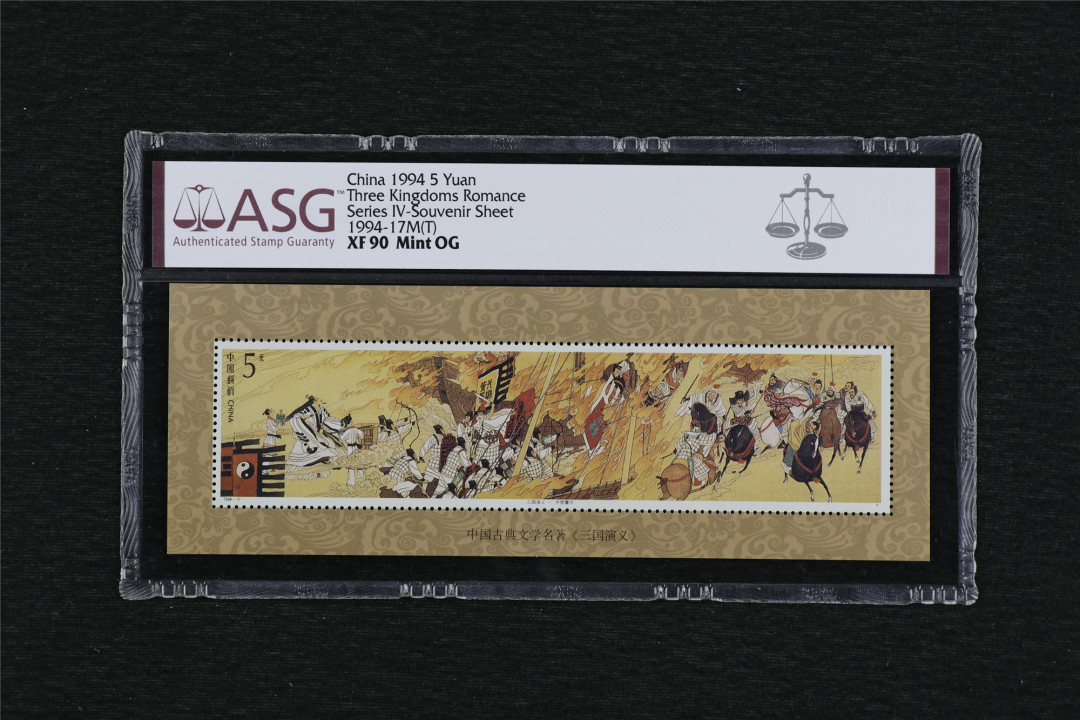 ASG™
Authenticated Stamp Guaranty
China 1994 5 Yuan
Three Kingdoms Romance
Series IV-Souvenir Sheet
1994-17M(T)
XF 90 Mint OG
5元
中国邮政 CHINA
中国古典文学名著《三国演义》